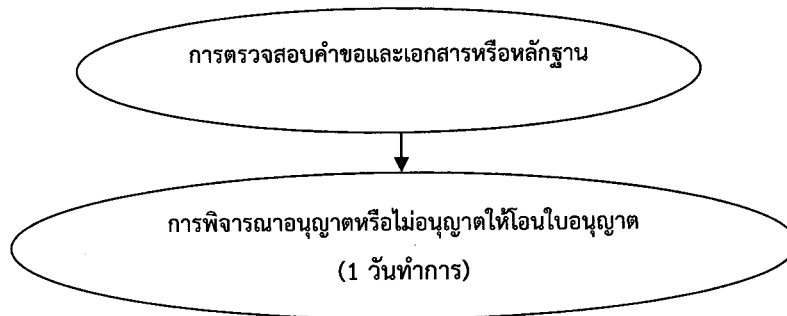 การตรวจสอบคำขอและเอกสารหรือหลักฐาน
การพิจารณาอนุญาตหรือไม่อนุญาตให้โอนใบอนุญาต
(1 วันทำการ)